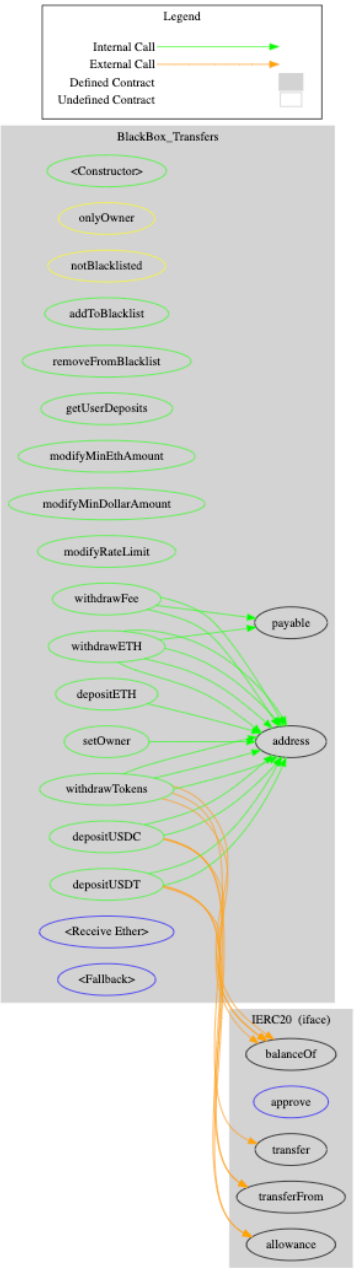 Legend
Internal Call
External Call
Defined Contract
Undefined Contract
BlackBox_Transfers
<Constructor>
onlyOwner
notBlacklisted
addToBlacklist
removeFromBlacklist
getUserDeposits
modifyMinEthAmount
modifyMinDollarAmount
modifyRateLimit
withdrawFee
payable
withdrawETH
depositETH
setOwner
address
withdrawTokens
depositUSDC
depositUSDT
<Receive Ether>
<Fallback>
IERC20 (iface)
balanceOf
approve
transfer
transferFrom
allowance